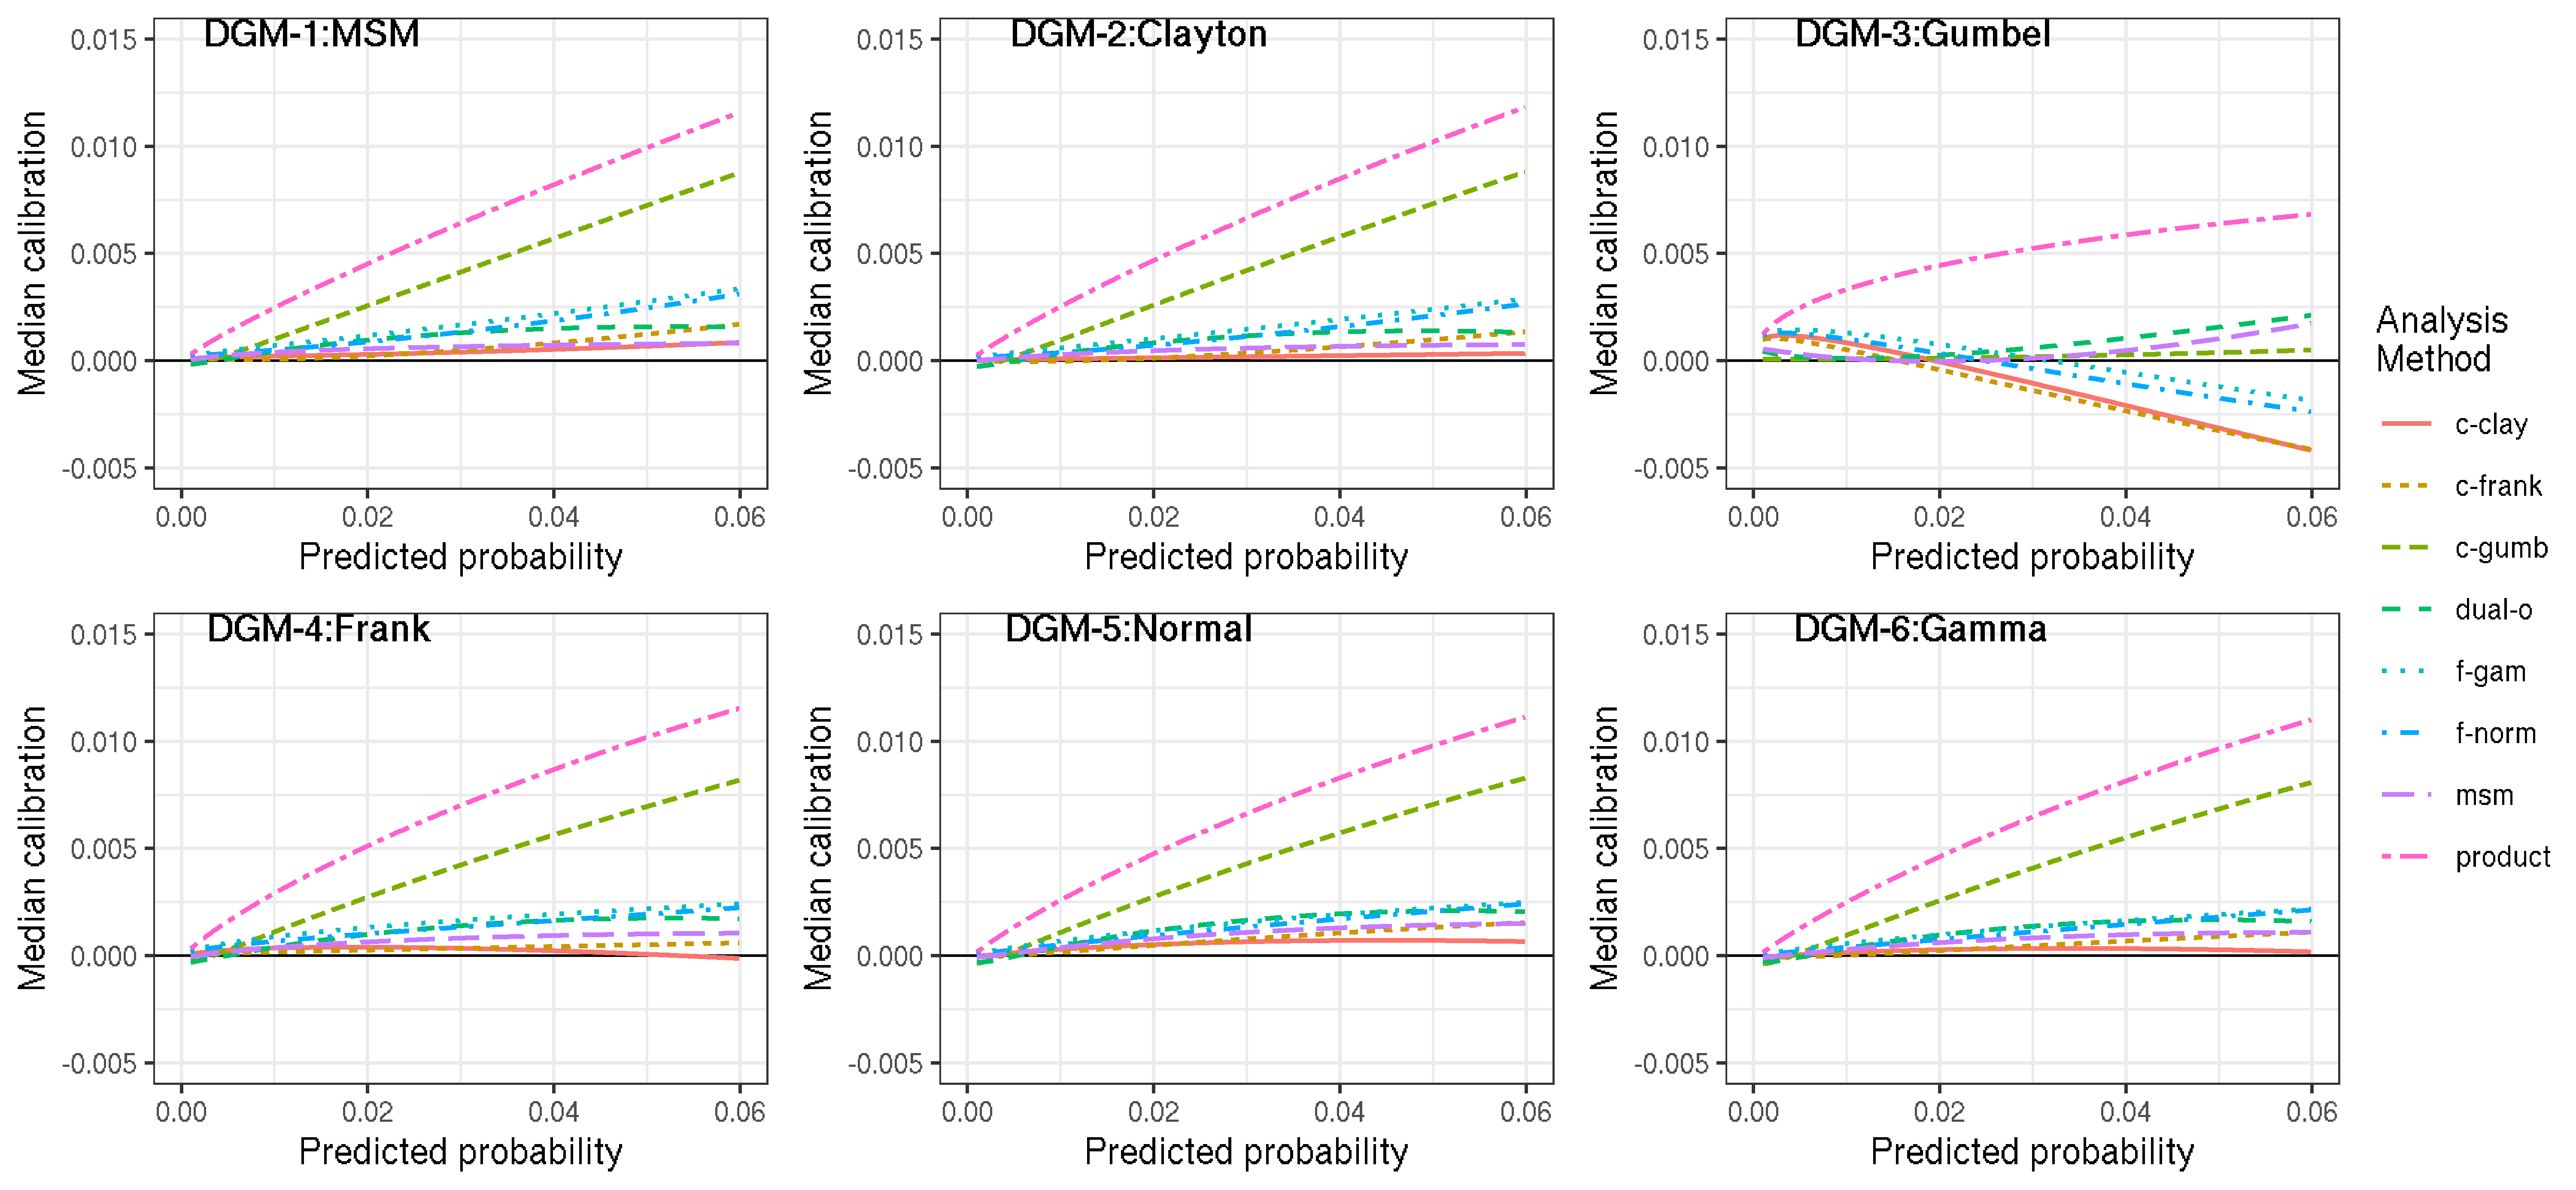 DGM-1:MSM
Median calibration
0.015
0.010
0.005
0.000
-0.005
0.00 0.02 0.04 0.06
Predicted probability
DGM-2:Clayton
Median calibration
0.015
0.010
0.005
0.000
-0.005
0.00 0.02 0.04 0.06
Predicted probability
DGM-3:Gumbel
Median calibration
0.015
0.010
0.005
0.000
-0.005
0.00 0.02 0.04 0.06
Predicted probability
DGM-4:Frank
Median calibration
0.015
0.010
0.005
0.000
-0.005
0.00 0.02 0.04 0.06
Predicted probability
DGM-5:Normal
Median calibration
0.015
0.010
0.005
0.000
-0.005
0.00 0.02 0.04 0.06
Predicted probability
DGM-6:Gamma
Median calibration
0.015
0.010
0.005
0.000
-0.005
0.00 0.02 0.04 0.06
Predicted probability
Analysis
Method
c-clay
c-frank
c-gumb
dual-o
f-gam
f-norm
msm
product